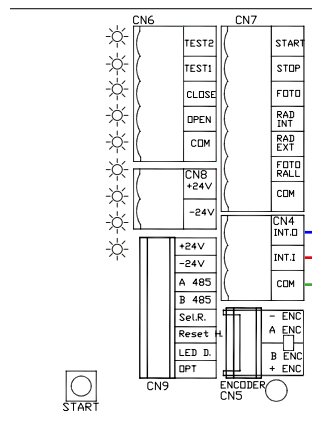 CN6
TEST2
TEST1
CLOSE
OPEN
COM
CN8
+24V
-24V
+24V
-24V
A 485
B 485
Sel.R.
Reset H.
LED D.
OPT
CN9
START
CN7
START
STOP
FOTO
RAD
INT
RAD
EXT
FOTO
RALL
COM
CN4
INT.O
INT.I
COM
- ENC
A ENC
B ENC
+ ENC
ENCODER
CN5